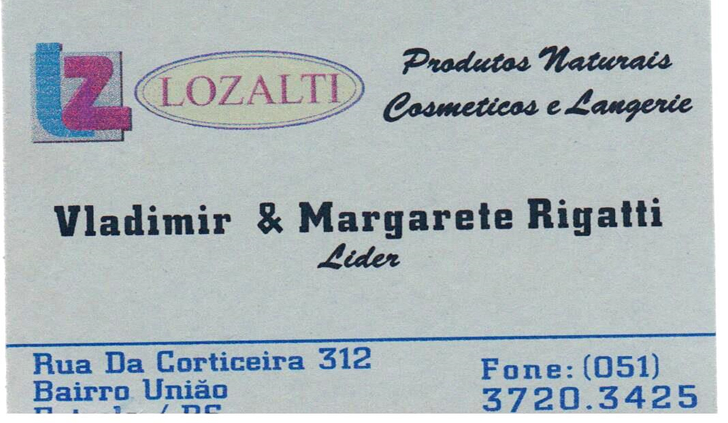 LZ LOZALTI
Produtos Naturais
Cosmeticos e Langerie
Vladimir & Margarete Rigatti
Lider
Rua Da Corticeira 312
Bairro União
Fone: (051)
3720.3425